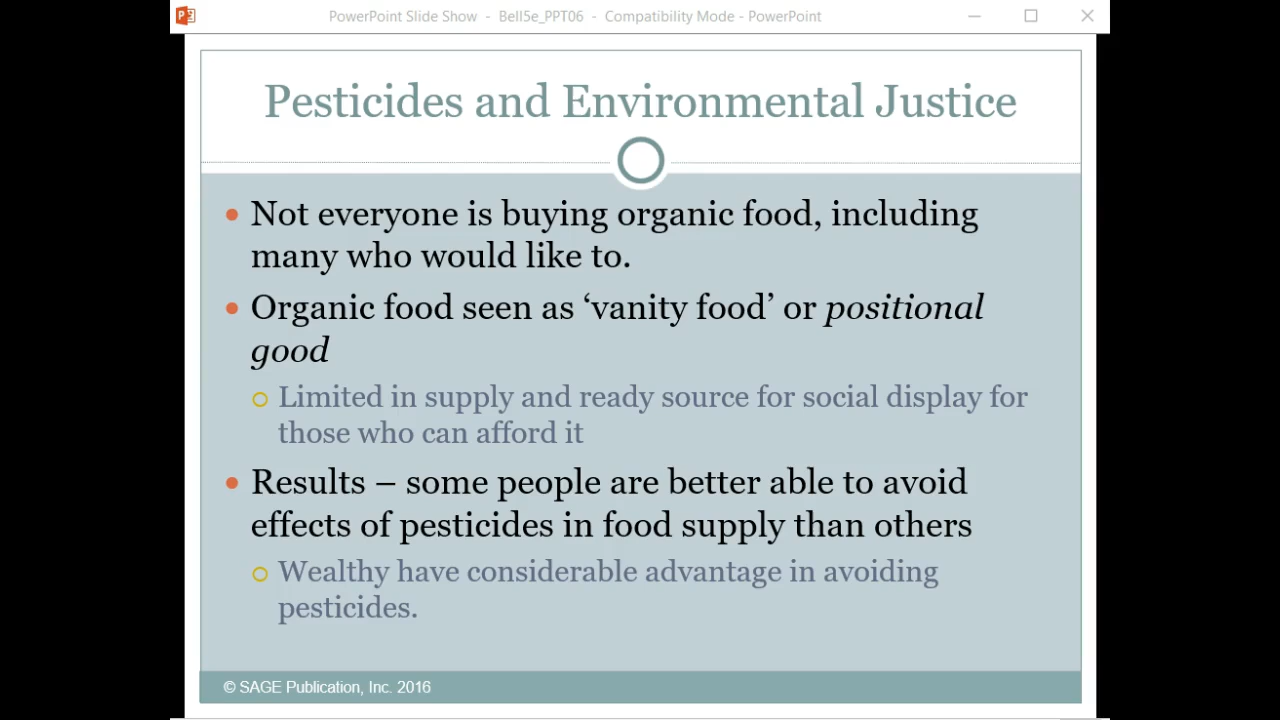 PowerPoint Slide Show - Bell5e_PPT06 - Compatibility Mode - PowerPoint
Pesticides and Environmental Justice
Not everyone is buying organic food, including
many who would like to.
Organic food seen as ‘vanity food’ or positional
good
Limited in supply and ready source for social display for
those who can afford it
Results – some people are better able to avoid
effects of pesticides in food supply than others
Wealthy have considerable advantage in avoiding
pesticides.
© SAGE Publication, Inc. 2016